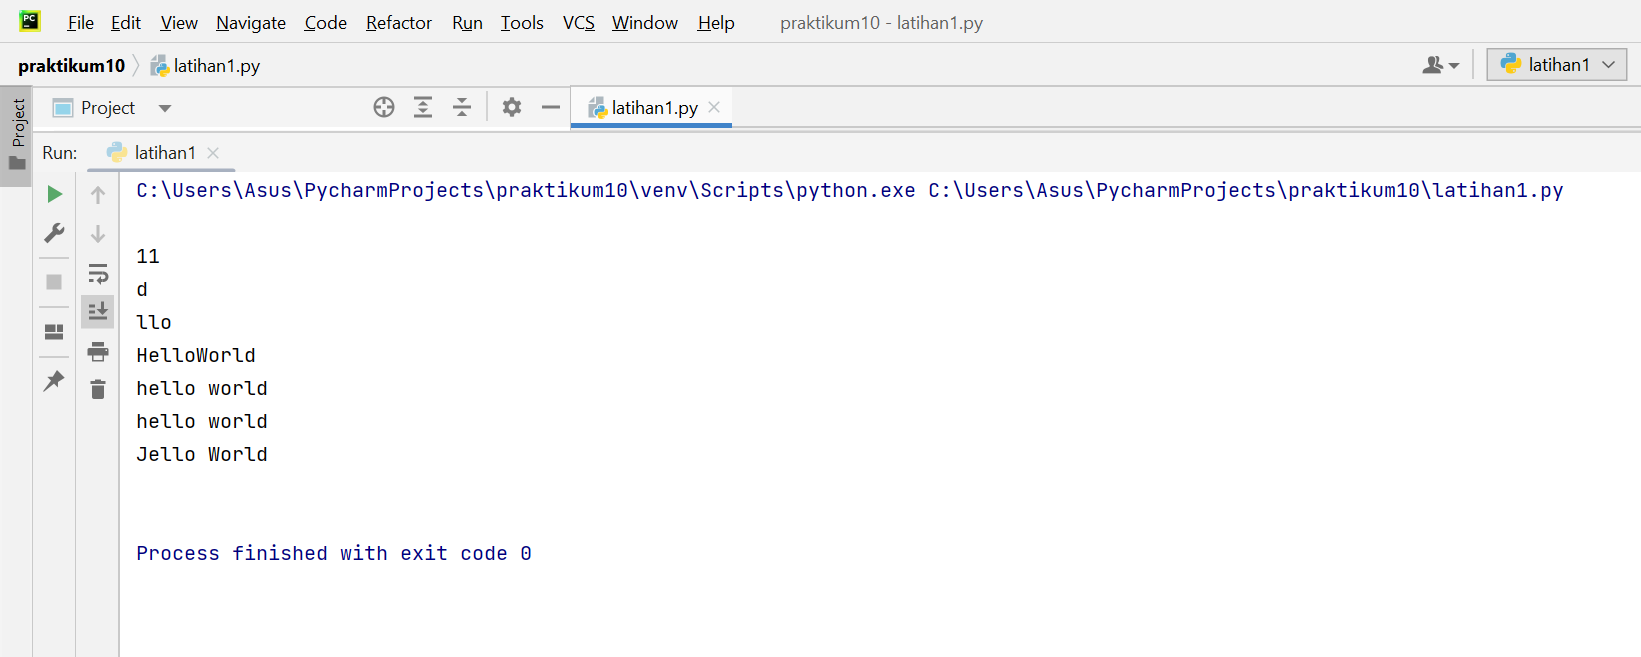 File Edit View Navigate Code Refactor Run Tools VCS Window Help praktikum10 - latihan1.py
praktikum10 latihan1.py latihan1
Project
Project latihan1.py
Run: latihan1
C:\Users\Asus\PycharmProjects\praktikum10\venv\Scripts\python.exe C:\Users\Asus\PycharmProjects\praktikum10\latihan1.py
11
d
llo
HelloWorld
hello world
hello world
Jello World
Process finished with exit code 0